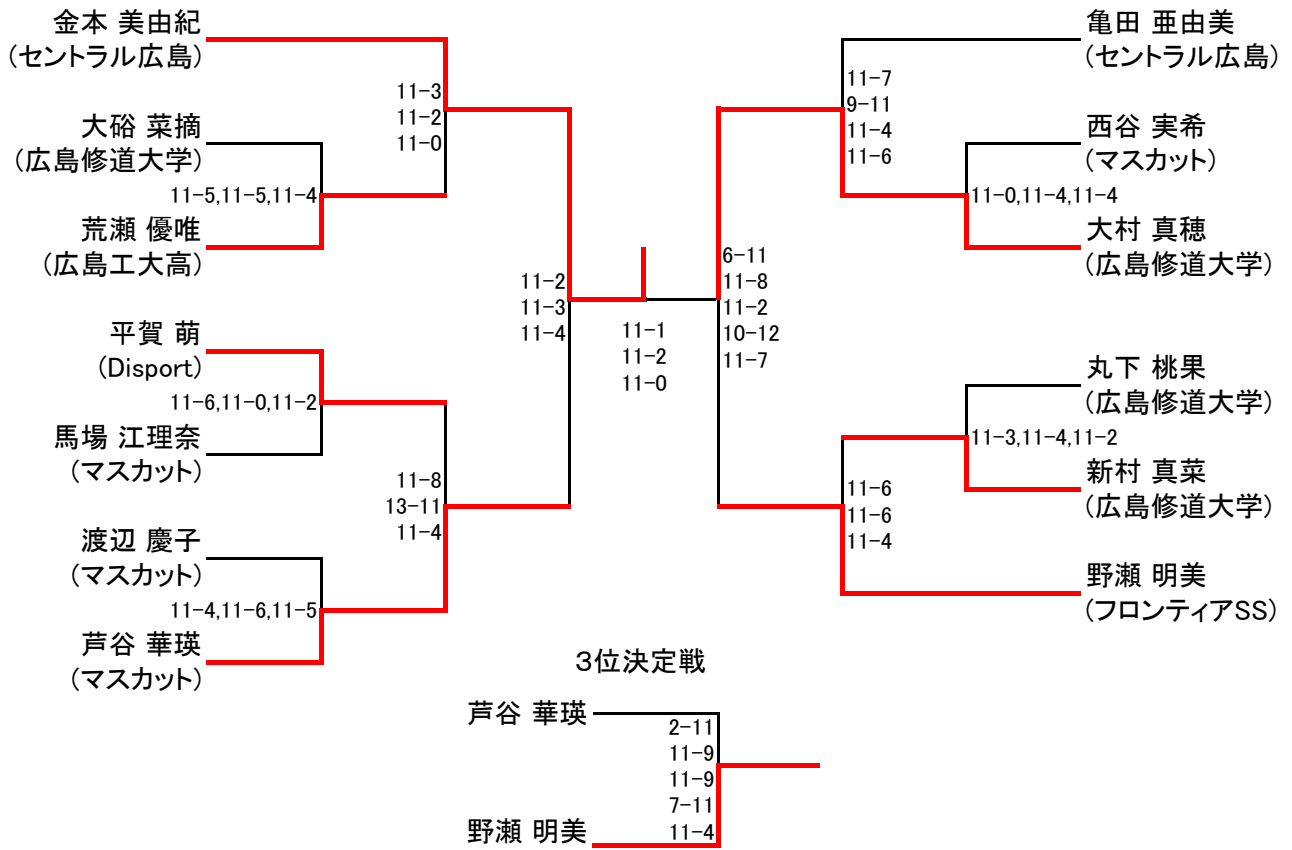 金本 美由紀
(セントラル広島)
11-3
11-2
11-0
大硲 菜摘
(広島修道大学)
11-5,11-5,11-4
荒瀬 優唯
(広島工大高)
11-2
11-3
11-4
平賀 萌
(Disport)
11-6,11-0,11-2
馬場 江理奈
(マスカット)
11-8
13-11
11-4
渡辺 慶子
(マスカット)
11-4,11-6,11-5
芦谷 華瑛
(マスカット)
11-1
11-2
11-0
亀田 亜由美
(セントラル広島)
11-7
9-11
11-4
11-6
西谷 実希
(マスカット)
11-0,11-4,11-4
大村 真穂
(広島修道大学)
6-11
11-8
11-2
10-12
11-7
丸下 桃果
(広島修道大学)
11-3,11-4,11-2
新村 真菜
(広島修道大学)
11-6
11-6
11-4
野瀬 明美
(フロンティアSS)
3位決定戦
芦谷 華瑛
2-11
11-9
11-9
7-11
11-4
野瀬 明美